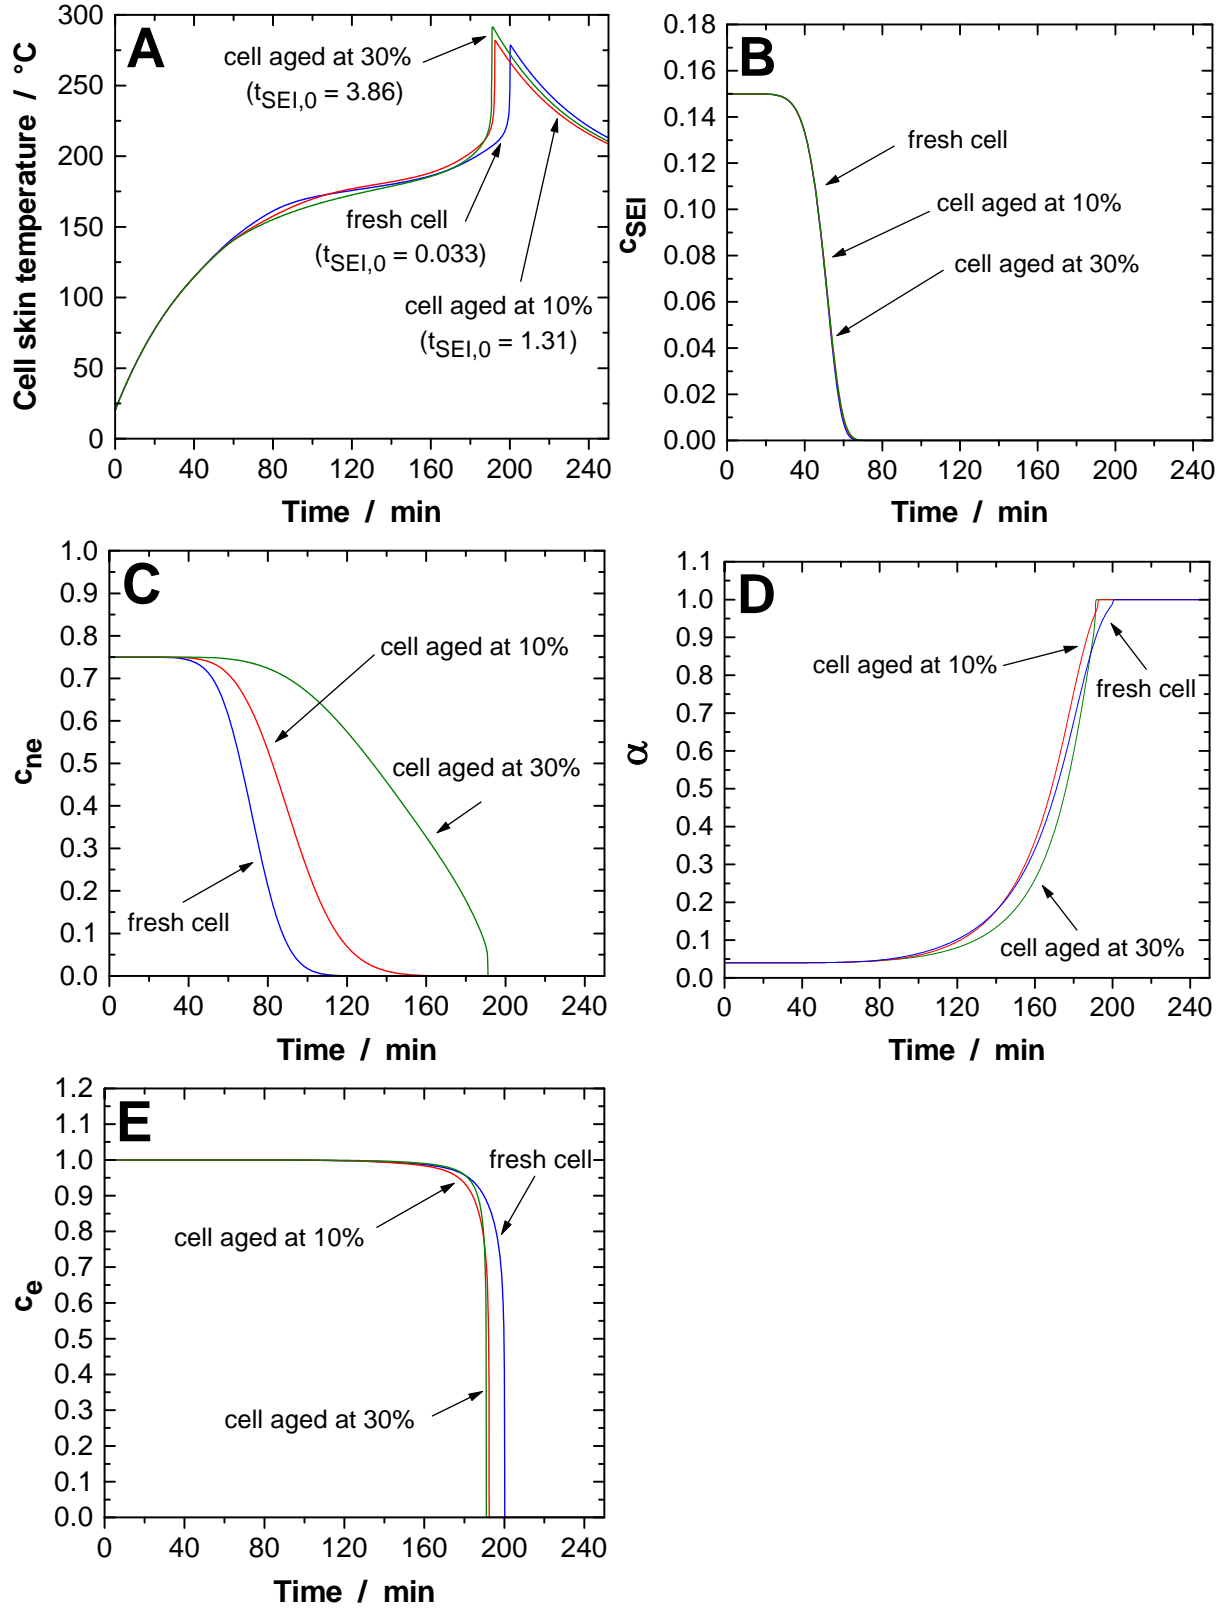 A
Cell skin temperature / °C
300
250
200
150
100
50
0
cell aged at 30%
(tSEI,0 = 3.86)
fresh cell
(tSEI,0 = 0.033)
cell aged at 10%
(tSEI,0 = 1.31)
0 40 80 120 160 200 240
Time / min
B
cSEI
0.18
0.16
0.14
0.12
0.10
0.08
0.06
0.04
0.02
0.00
fresh cell
cell aged at 10%
cell aged at 30%
0 40 80 120 160 200 240
Time / min
C
cne
1.0
0.9
0.8
0.7
0.6
0.5
0.4
0.3
0.2
0.1
0.0
cell aged at 10%
cell aged at 30%
fresh cell
0 40 80 120 160 200 240
Time / min
D
α
1.1
1.0
0.9
0.8
0.7
0.6
0.5
0.4
0.3
0.2
0.1
0.0
cell aged at 10%
fresh cell
cell aged at 30%
0 40 80 120 160 200 240
Time / min
E
ce
1.2
1.1
1.0
0.9
0.8
0.7
0.6
0.5
0.4
0.3
0.2
0.1
0.0
fresh cell
cell aged at 10%
cell aged at 30%
0 40 80 120 160 200 240
Time / min